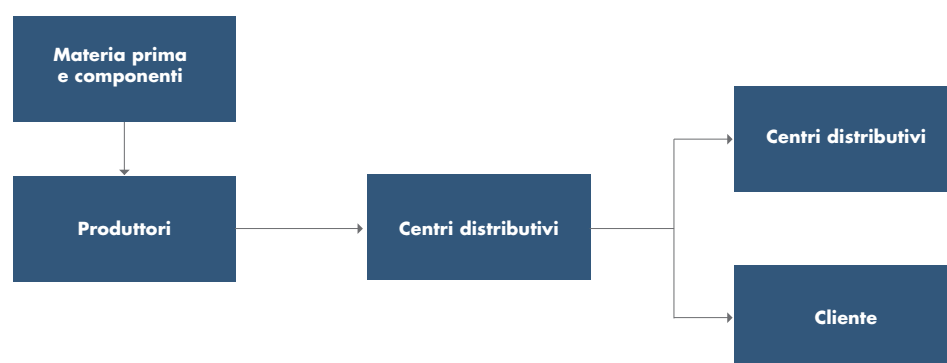 Materia prima
e componenti
Produttori
Centri distributivi
Centri distributivi
Cliente